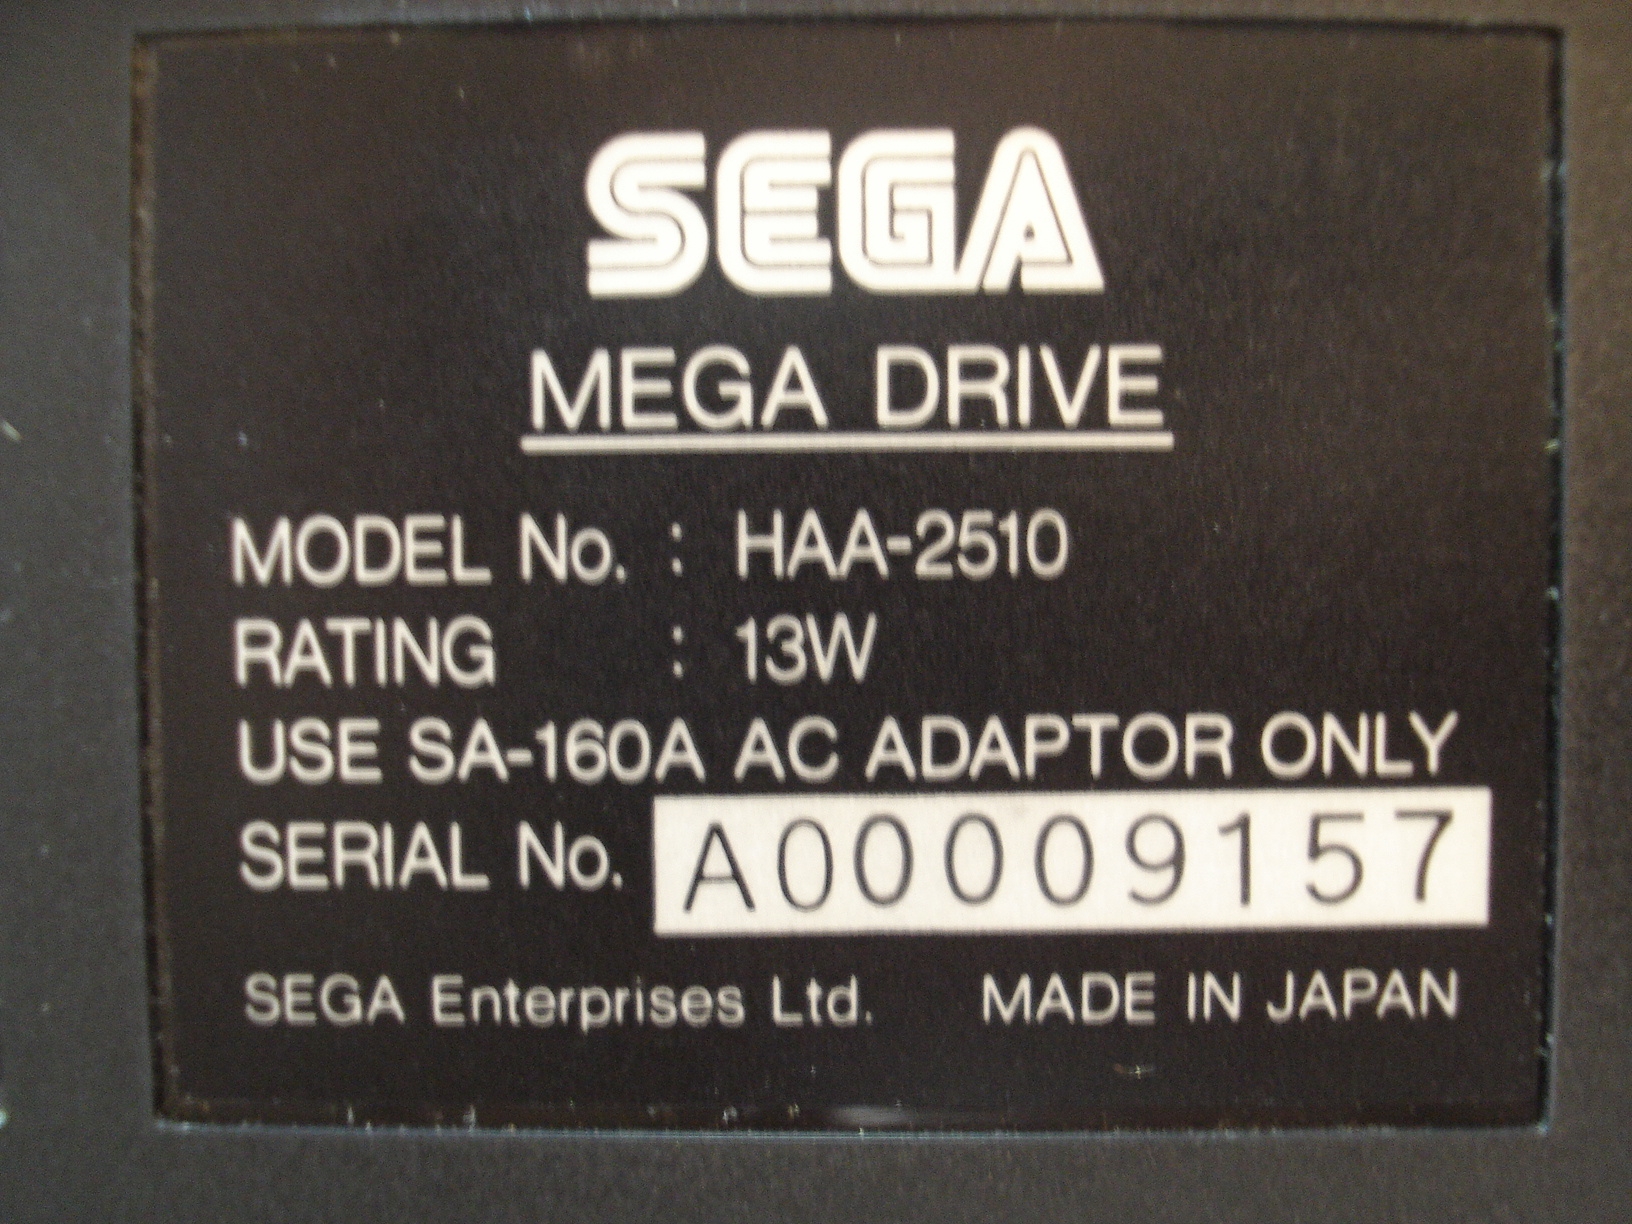 SEGA
MEGA DRIVE
MODEL No. : HAA-2510
RATING : 13W
USE SA-160A AC ADAPTOR ONLY
SERIAL No. A00009157
SEGA Enterprises Ltd. MADE IN JAPAN